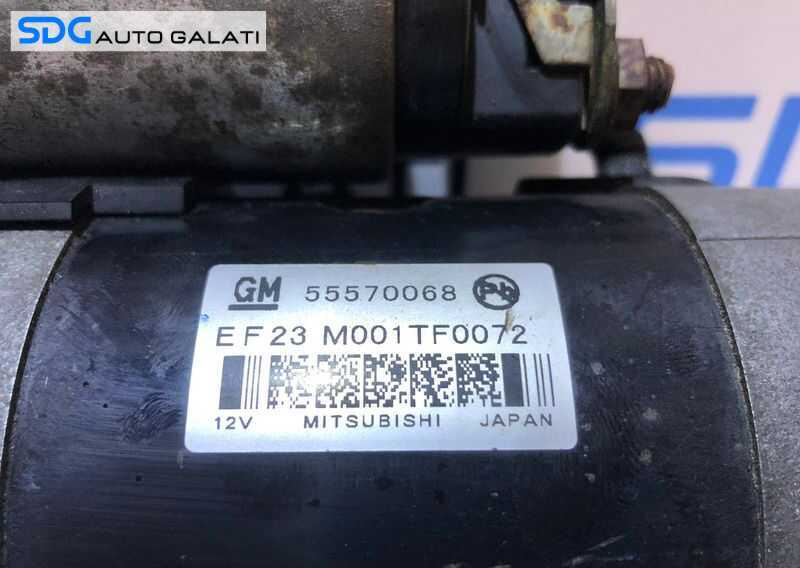 SDG AUTO GALATI
GM 55570068 Pb
EF23 M001TF0072
12V MITSUBISHI JAPAN